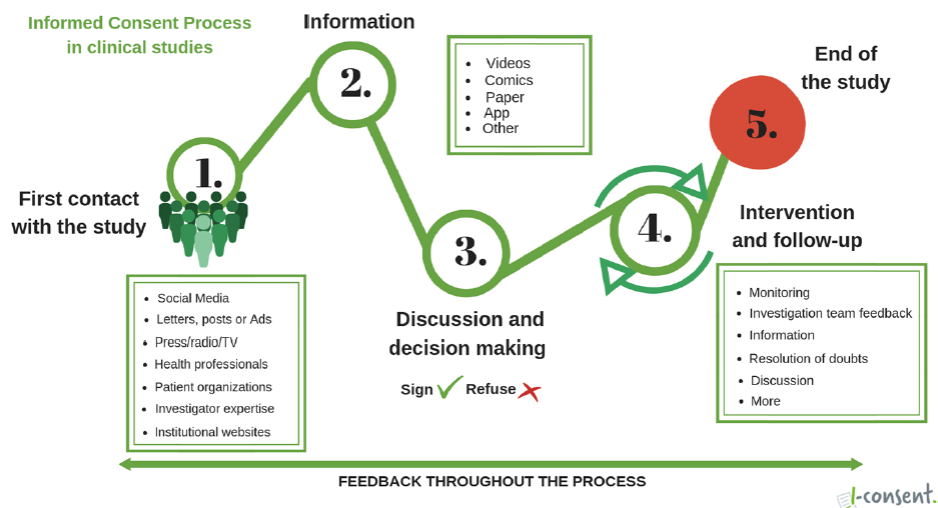 Informed Consent Process
in clinical studies
1.
First contact
with the study
• Social Media
• Letters, posts or Ads
• Press/radio/TV
• Health professionals
• Patient organizations
• Investigator expertise
• Institutional websites
Information
2.
• Videos
• Comics
• Paper
• App
• Other
3.
Discussion and
decision making
Sign Refuse
4.
Intervention
and follow-up
• Monitoring
• Investigation team feedback
• Information
• Resolution of doubts
• Discussion
• More
5.
End of
the study
FEEDBACK THROUGHOUT THE PROCESS
i-consent.